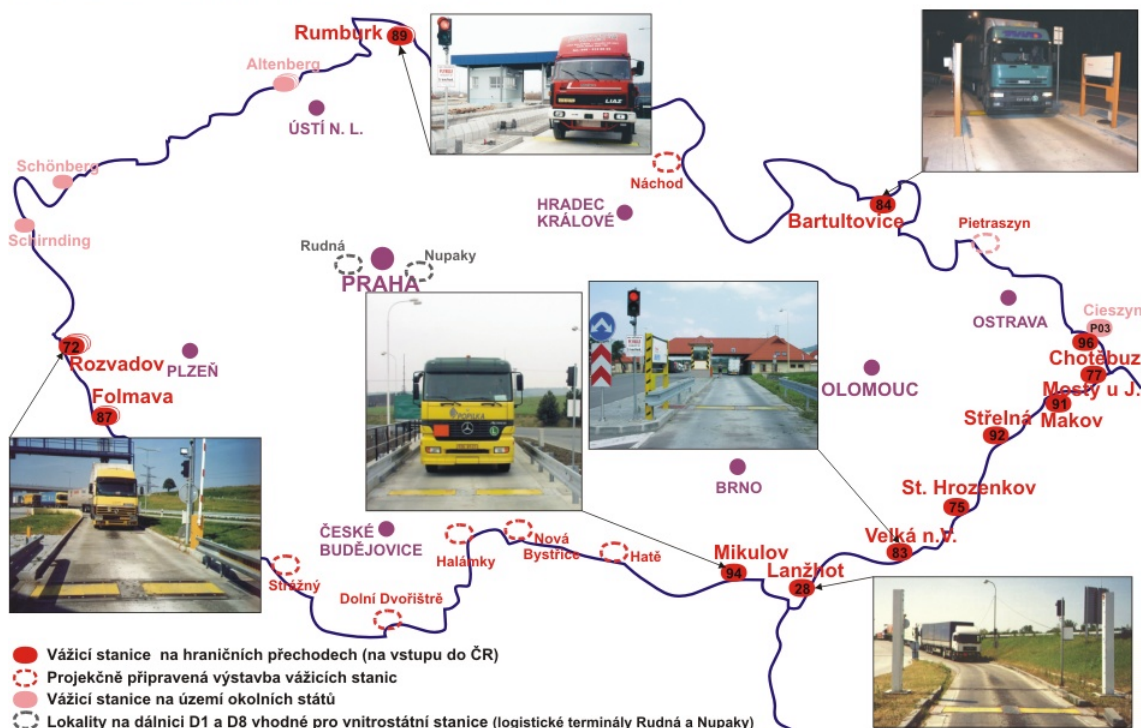 Rumburk
89
Altenberg
ÚSTÍ N. L.
LIAZ
Schönberg
Náchod
84
HRADEC
KRÁLOVÉ
Bartultovice
Schirnding
Pietraszyn
Rudná
Nupaky
PRAHA
OSTRAVA
Cieszyn
P03
96
72
Rozvadov
PLZEŇ
Chotěbuz
77
OLOMOUC
Mosty u J.
91
Makov
Folmava
87
POPILKA
Střelná
92
BRNO
St. Hrozenkov
75
ČESKÉ
BUDĚJOVICE
Halámky
Nová
Bystřice
Hatě
Velká n.V.
83
Mikulov
94
Lanžhot
28
Strážný
Dolní Dvořiště
Vážicí stanice na hraničních přechodech (na vstupu do ČR)
Projekčně připravená výstavba vážicích stanic
Vážicí stanice na území okolních států
Lokality na dálnici D1 a D8 vhodné pro vnitrostátní stanice (logistické terminály Rudná a Nupaky)